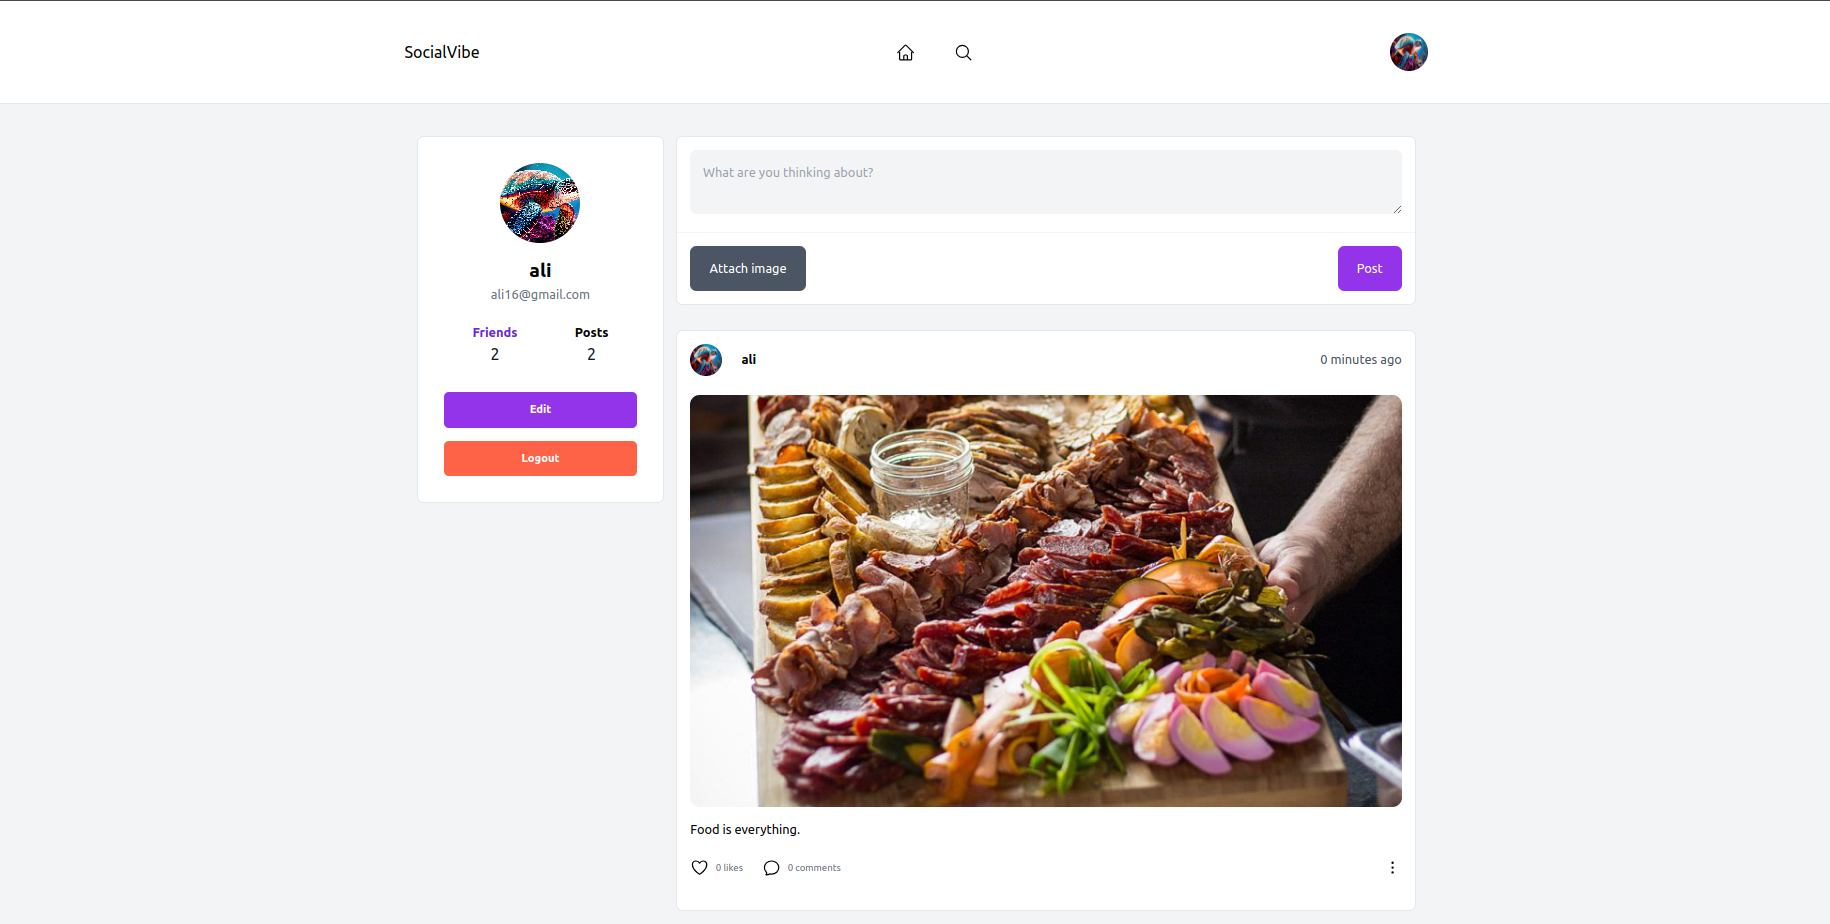 SocialVibe
ali
ali16@gmail.com
Friends Posts
2 2
Edit
Logout
What are you thinking about?
Attach image Post
ali 0 minutes ago
Food is everything.
0 likes 0 comments